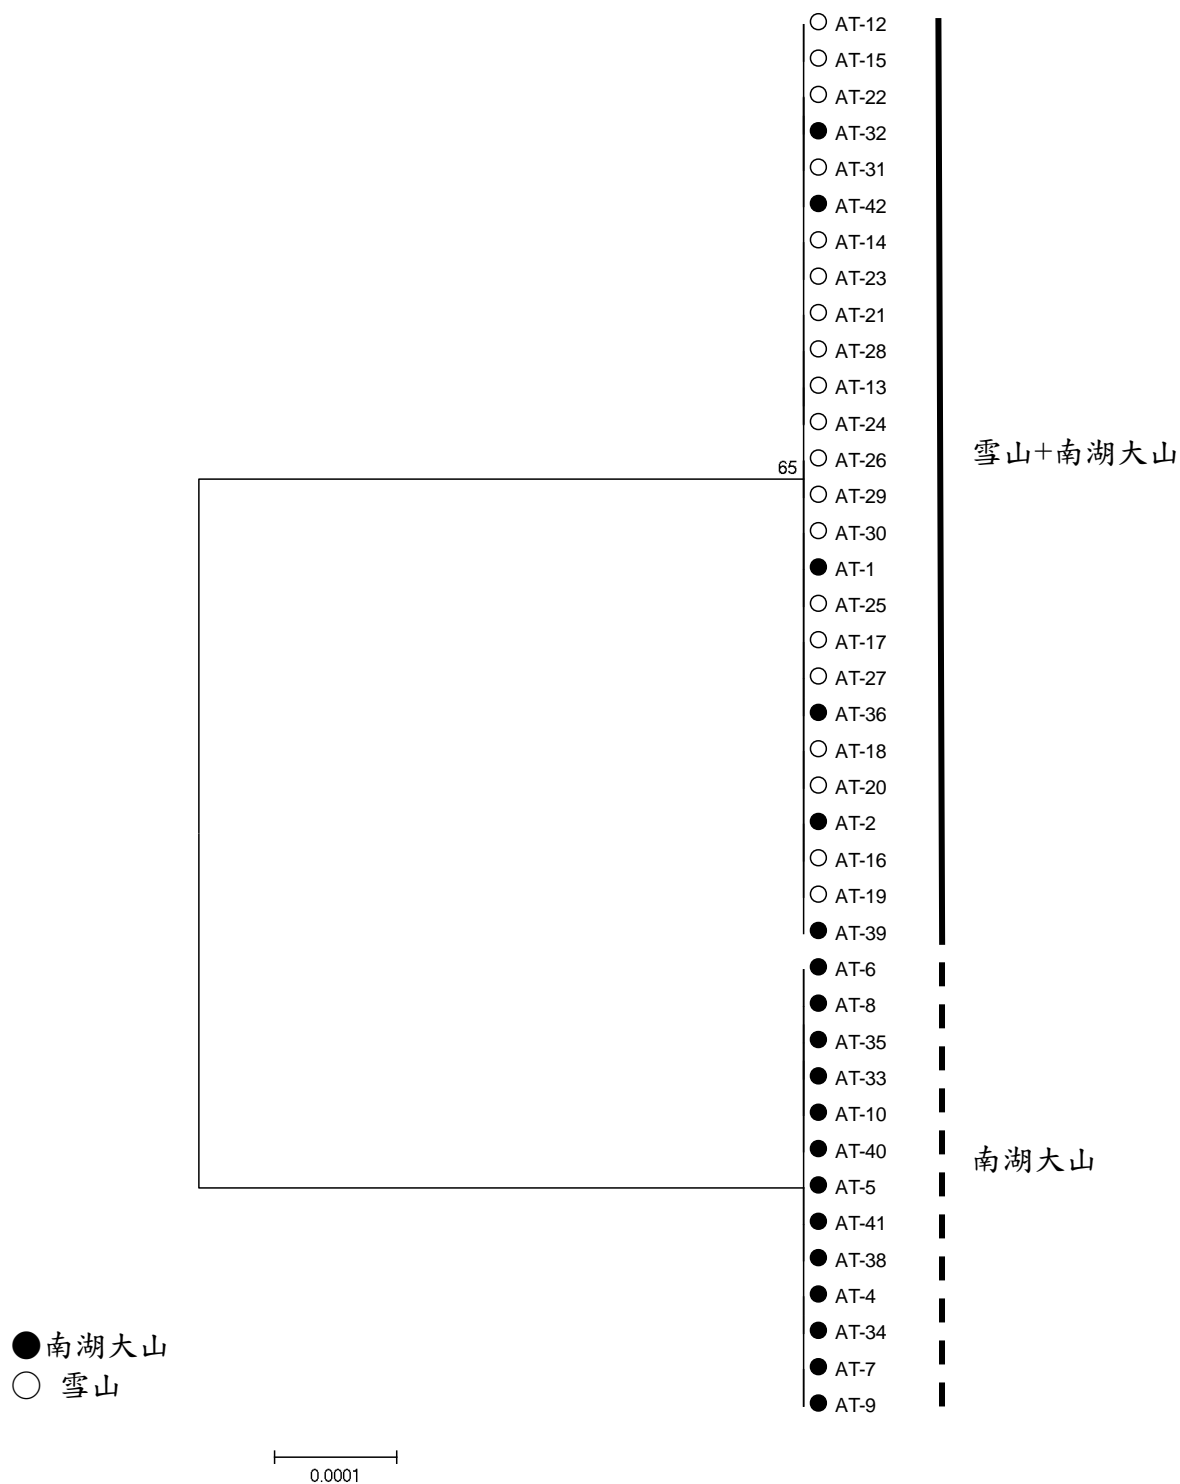 AT-12
AT-15
AT-22
AT-32
AT-31
AT-42
AT-14
AT-23
AT-21
AT-28
AT-13
AT-24
AT-26
65
AT-29
AT-30
AT-1
AT-25
AT-17
AT-27
AT-36
AT-18
AT-20
AT-2
AT-16
AT-19
AT-39
雪山+南湖大山
AT-6
AT-8
AT-35
AT-33
AT-10
AT-40
AT-5
AT-41
AT-38
AT-4
AT-34
AT-7
AT-9
南湖大山
南湖大山
雪山
0.0001